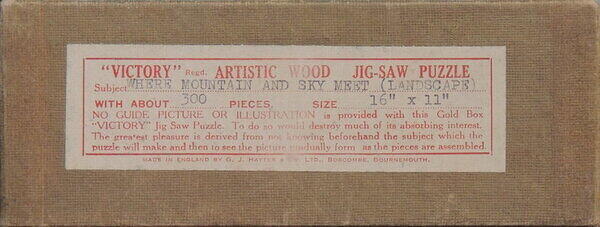 "VICTORY" Regd. ARTISTIC WOOD JIG-SAW PUZZLE
Subject WHERE MOUNTAIN AND SKY MEET (LANDSCAPE)
WITH ABOUT 300 PIECES, SIZE 16" x 11"
NO GUIDE PICTURE OR ILLUSTRATION is provided with this Gold Box
"VICTORY" Jig Saw Puzzle. To do so would destroy much of its absorbing interest.
The greatest pleasure is derived from not knowing beforehand the subject which the
puzzle will make and then to see the picture gradually form as the pieces are assembled.
MADE IN ENGLAND BY G. J. HAYTER & CO. LTD., BOSCOMBE, BOURNEMOUTH.